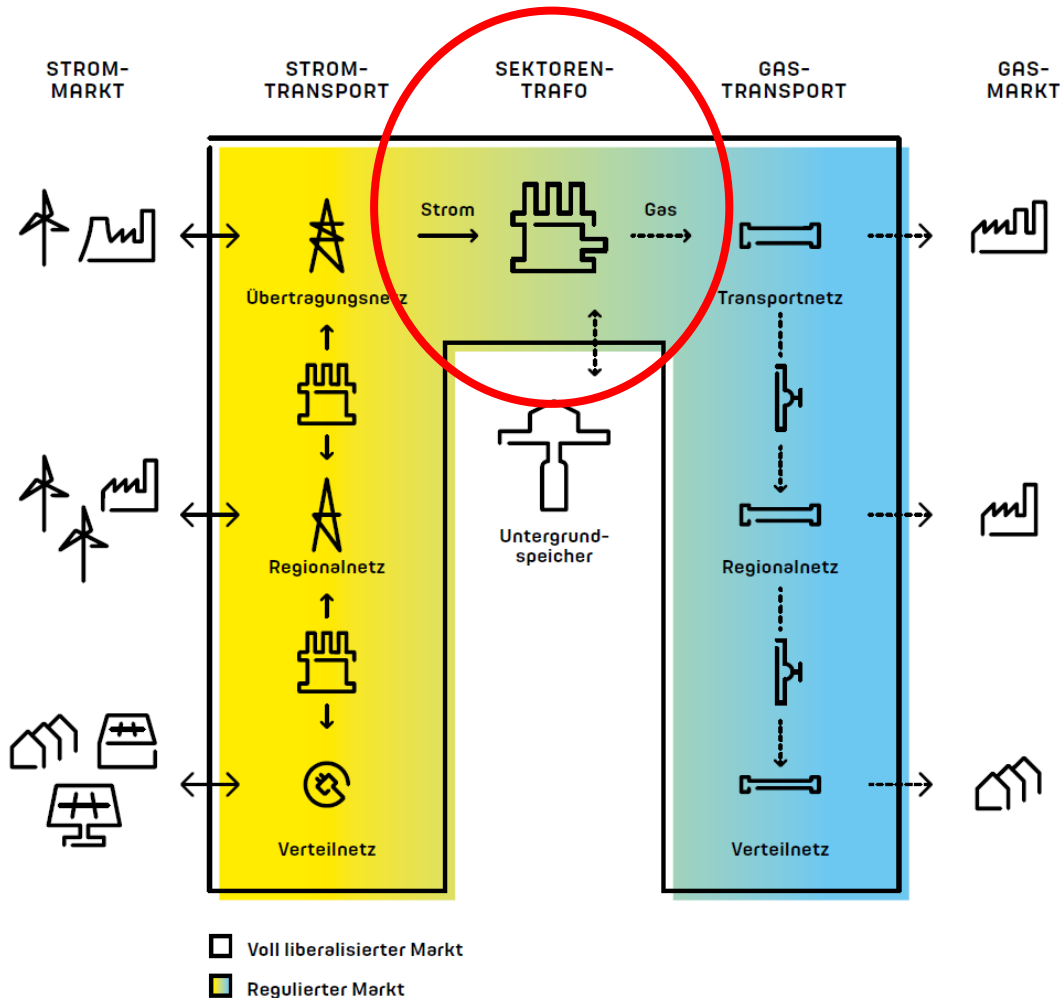 STROM-
MARKT
STROM-
TRANSPORT
SEKTOREN-
TRAFO
GAS-
TRANSPORT
GAS-
MARKT
Strom
Gas
Übertragungsnetz
Transportnetz
Regionalnetz
Untergrund-
speicher
Regionalnetz
Verteilnetz
Verteilnetz
Voll liberalisierter Markt
Regulierter Markt